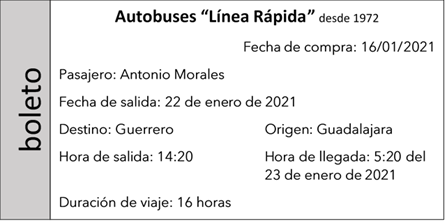 boleto
Autobuses “Línea Rápida” desde 1972
Fecha de compra: 16/01/2021
Pasajero: Antonio Morales
Fecha de salida: 22 de enero de 2021
Destino: Guerrero
Origen: Guadalajara
Hora de salida: 14:20
Hora de llegada: 5:20 del
23 de enero de 2021
Duración de viaje: 16 horas